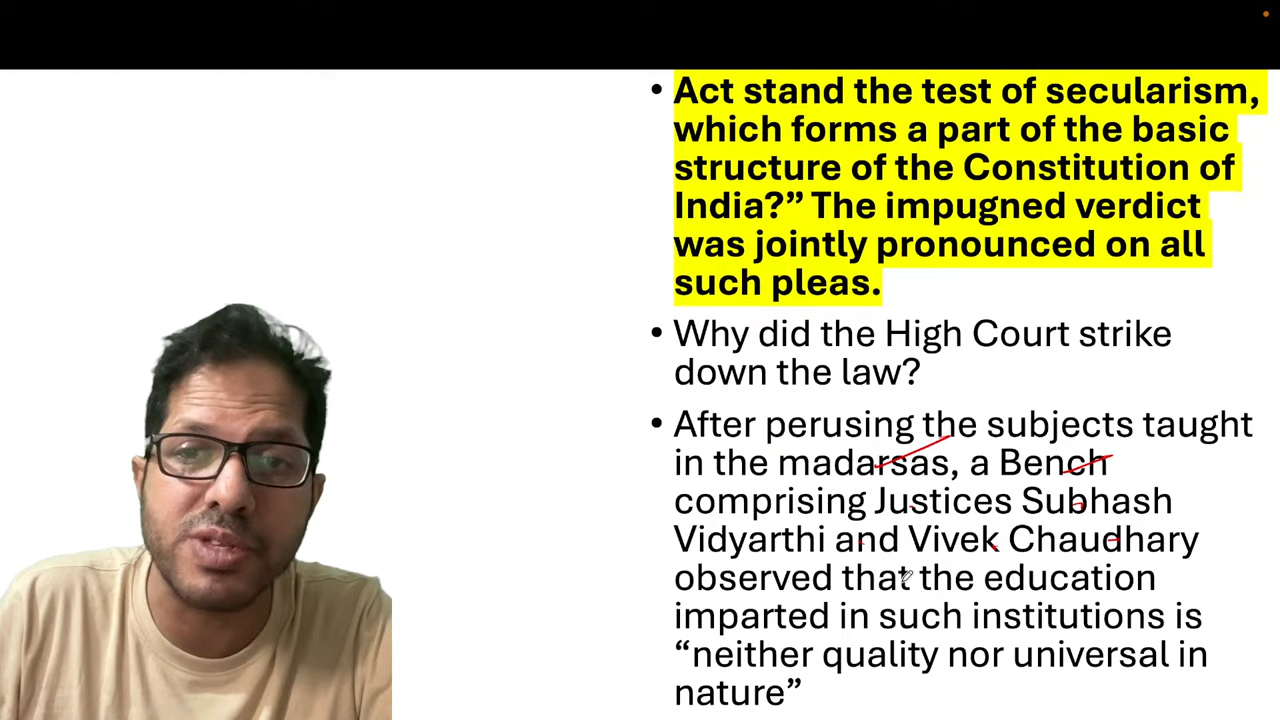 • Act stand the test of secularism,
which forms a part of the basic
structure of the Constitution of
India?” The impugned verdict
was jointly pronounced on all
such pleas.
• Why did the High Court strike
down the law?
• After perusing the subjects taught
in the madarsas, a Bench
comprising Justices Subhash
Vidyarthi and Vivek Chaudhary
observed that the education
imparted in such institutions is
“neither quality nor universal in
nature”